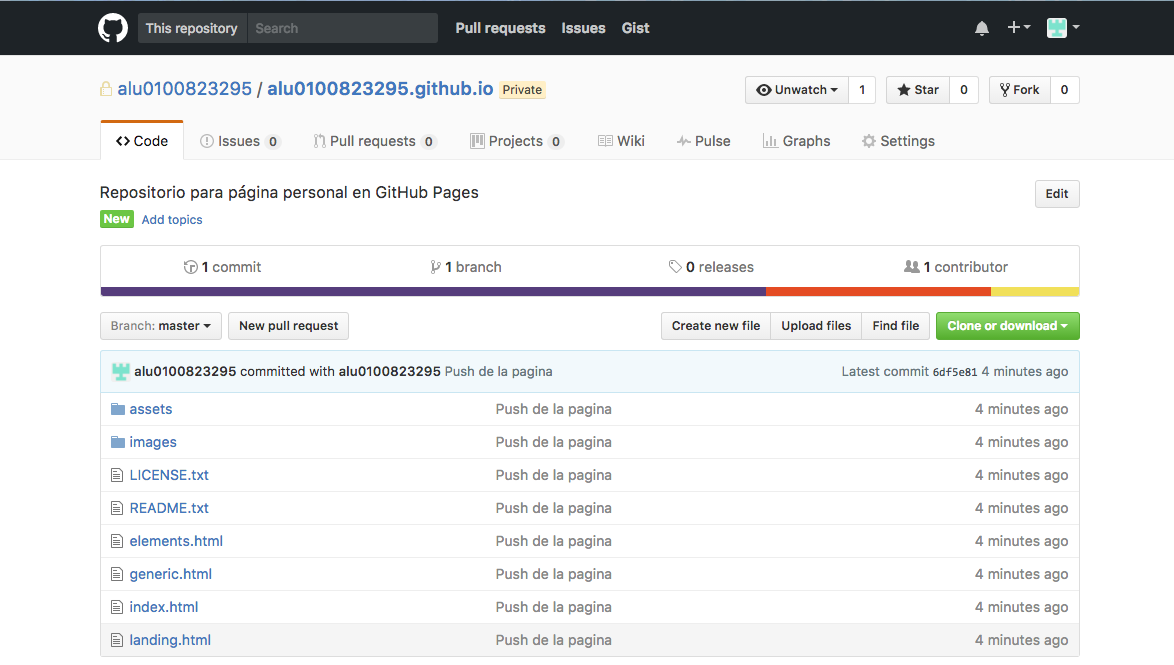 This repository Search Pull requests Issues Gist
alu0100823295 / alu0100823295.github.io Private Unwatch 1 Star 0 Fork 0
Code Issues 0 Pull requests 0 Projects 0 Wiki Pulse Graphs Settings
Repositorio para página personal en GitHub Pages Edit
New Add topics
1 commit 1 branch 0 releases 1 contributor
Branch: master New pull request Create new file Upload files Find file Clone or download
alu0100823295 committed with alu0100823295 Push de la pagina Latest commit 6df5e81 4 minutes ago
assets Push de la pagina 4 minutes ago
images Push de la pagina 4 minutes ago
LICENSE.txt Push de la pagina 4 minutes ago
README.txt Push de la pagina 4 minutes ago
elements.html Push de la pagina 4 minutes ago
generic.html Push de la pagina 4 minutes ago
index.html Push de la pagina 4 minutes ago
landing.html Push de la pagina 4 minutes ago